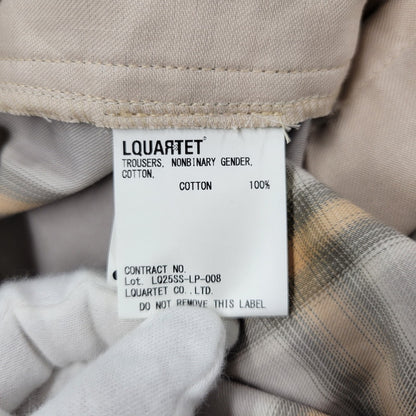 LQUARTET
TROUSERS, NONBINARY GENDER,
COTTON,
COTTON 100%
CONTRACT NO.
Lot. LQ25SS-LP-008
LQUARTET CO.,LTD.
DO NOT REMOVE THIS LABEL